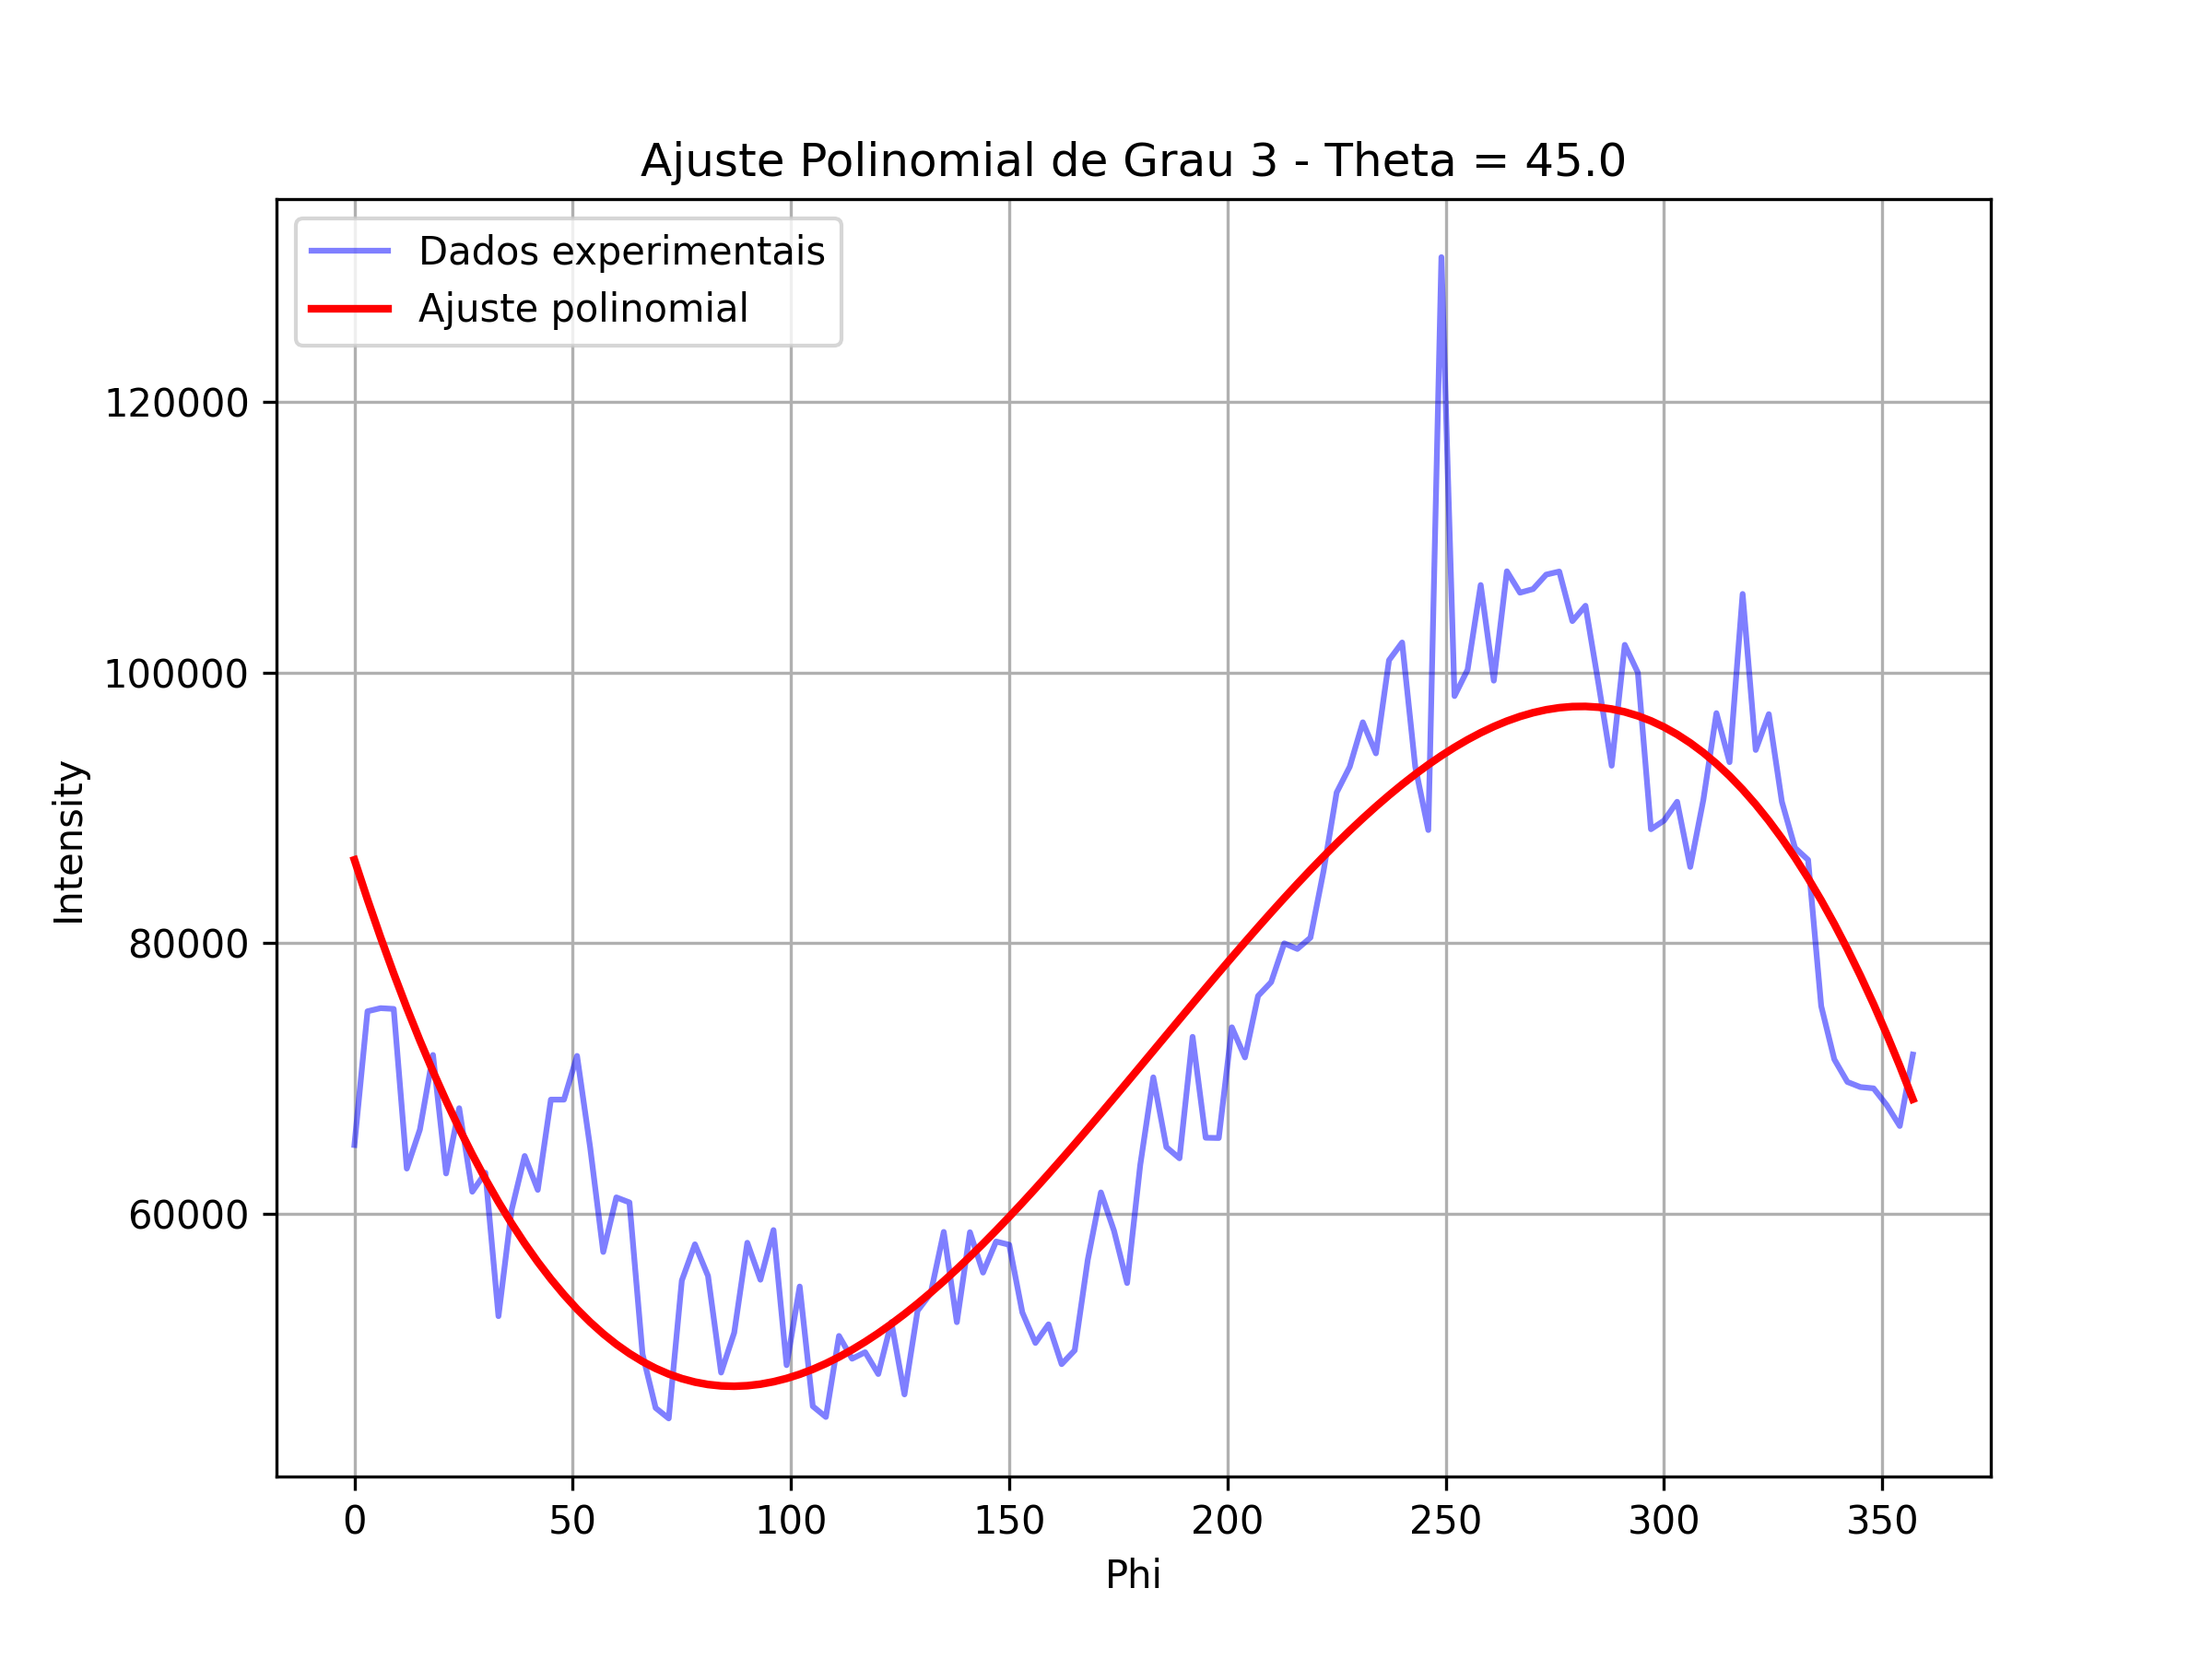 Ajuste Polinomial de Grau 3 - Theta = 45.0
Dados experimentais
Ajuste polinomial
120000
100000
80000
60000
Intensity
0 50 100 150 200 250 300 350
Phi